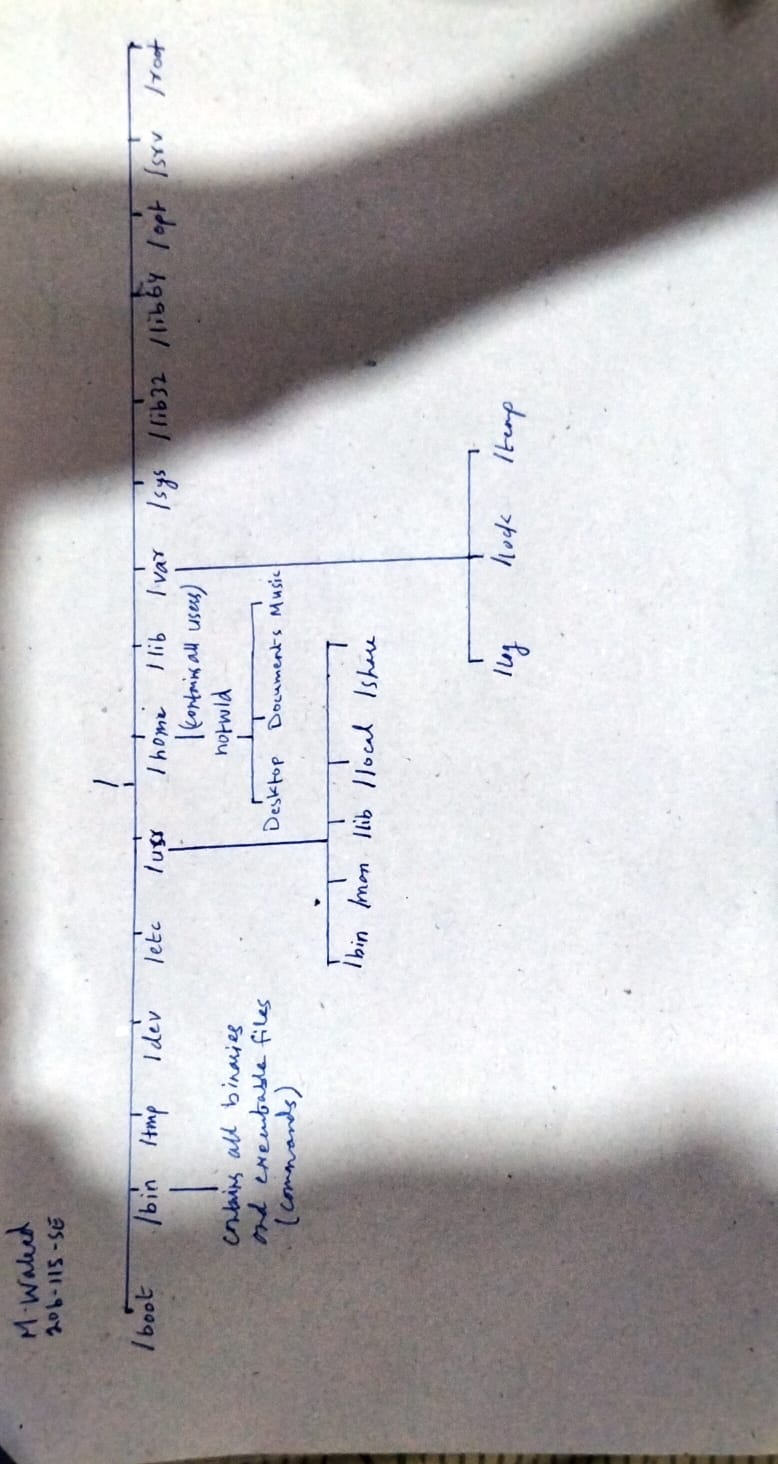 M. Waleed
20b-115-SE
/
/boot /bin /tmp /dev /etc /usr /home /lib /var /sys /lib32 /lib64 /opt /srv /root
contains all binaries
and executable files
(commands)
(contains all users)
notwld
Desktop Documents Music
/bin /man /lib /local /share
/log /lock /temp